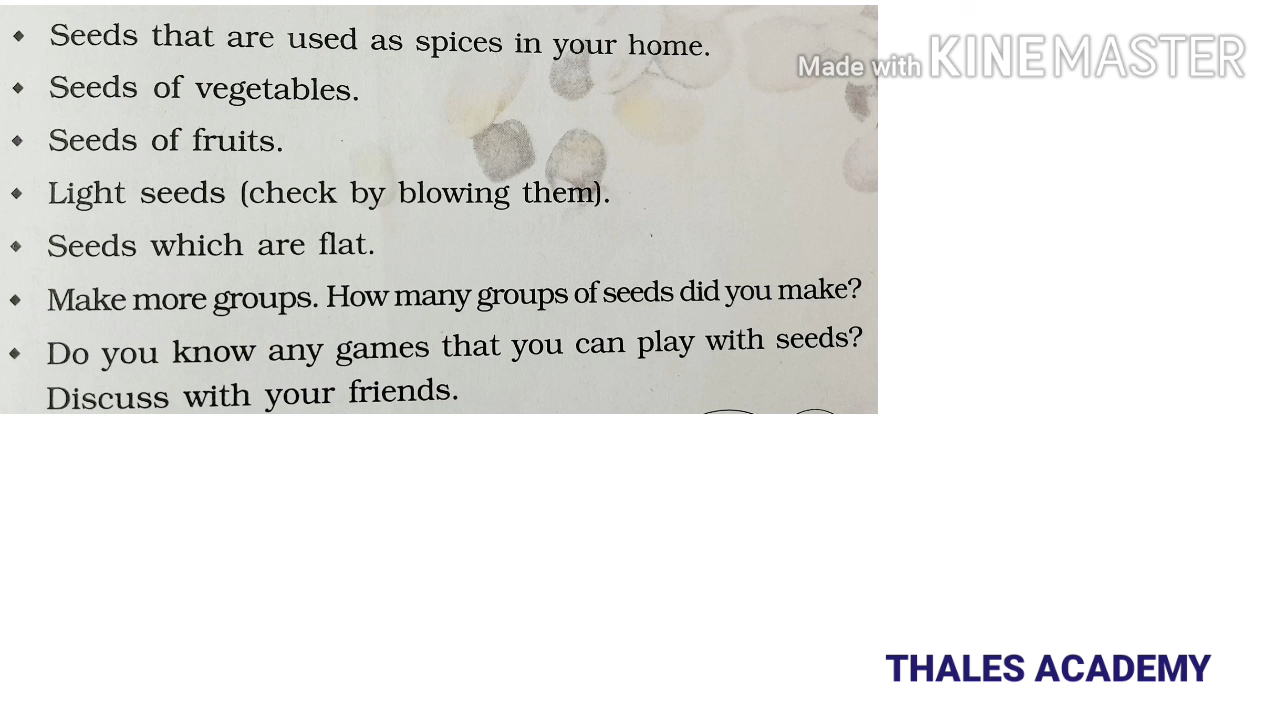 Seeds that are used as spices in your home.
Made with KINEMASTER
Seeds of vegetables.
Seeds of fruits.
Light seeds (check by blowing them).
Seeds which are flat.
Make more groups. How many groups of seeds did you make?
Do you know any games that you can play with seeds?
Discuss with your friends.
THALES ACADEMY